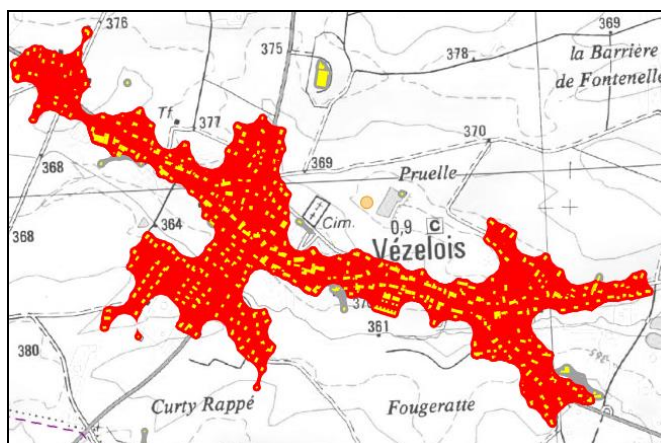 376
369
375
378
la Barrière
de Fontenelle
Tf.
377
370
368
369
Pruelle
364
368
Cim.
0,9 C
Vézelois
361
380
Curty Rappé
Fougeratte